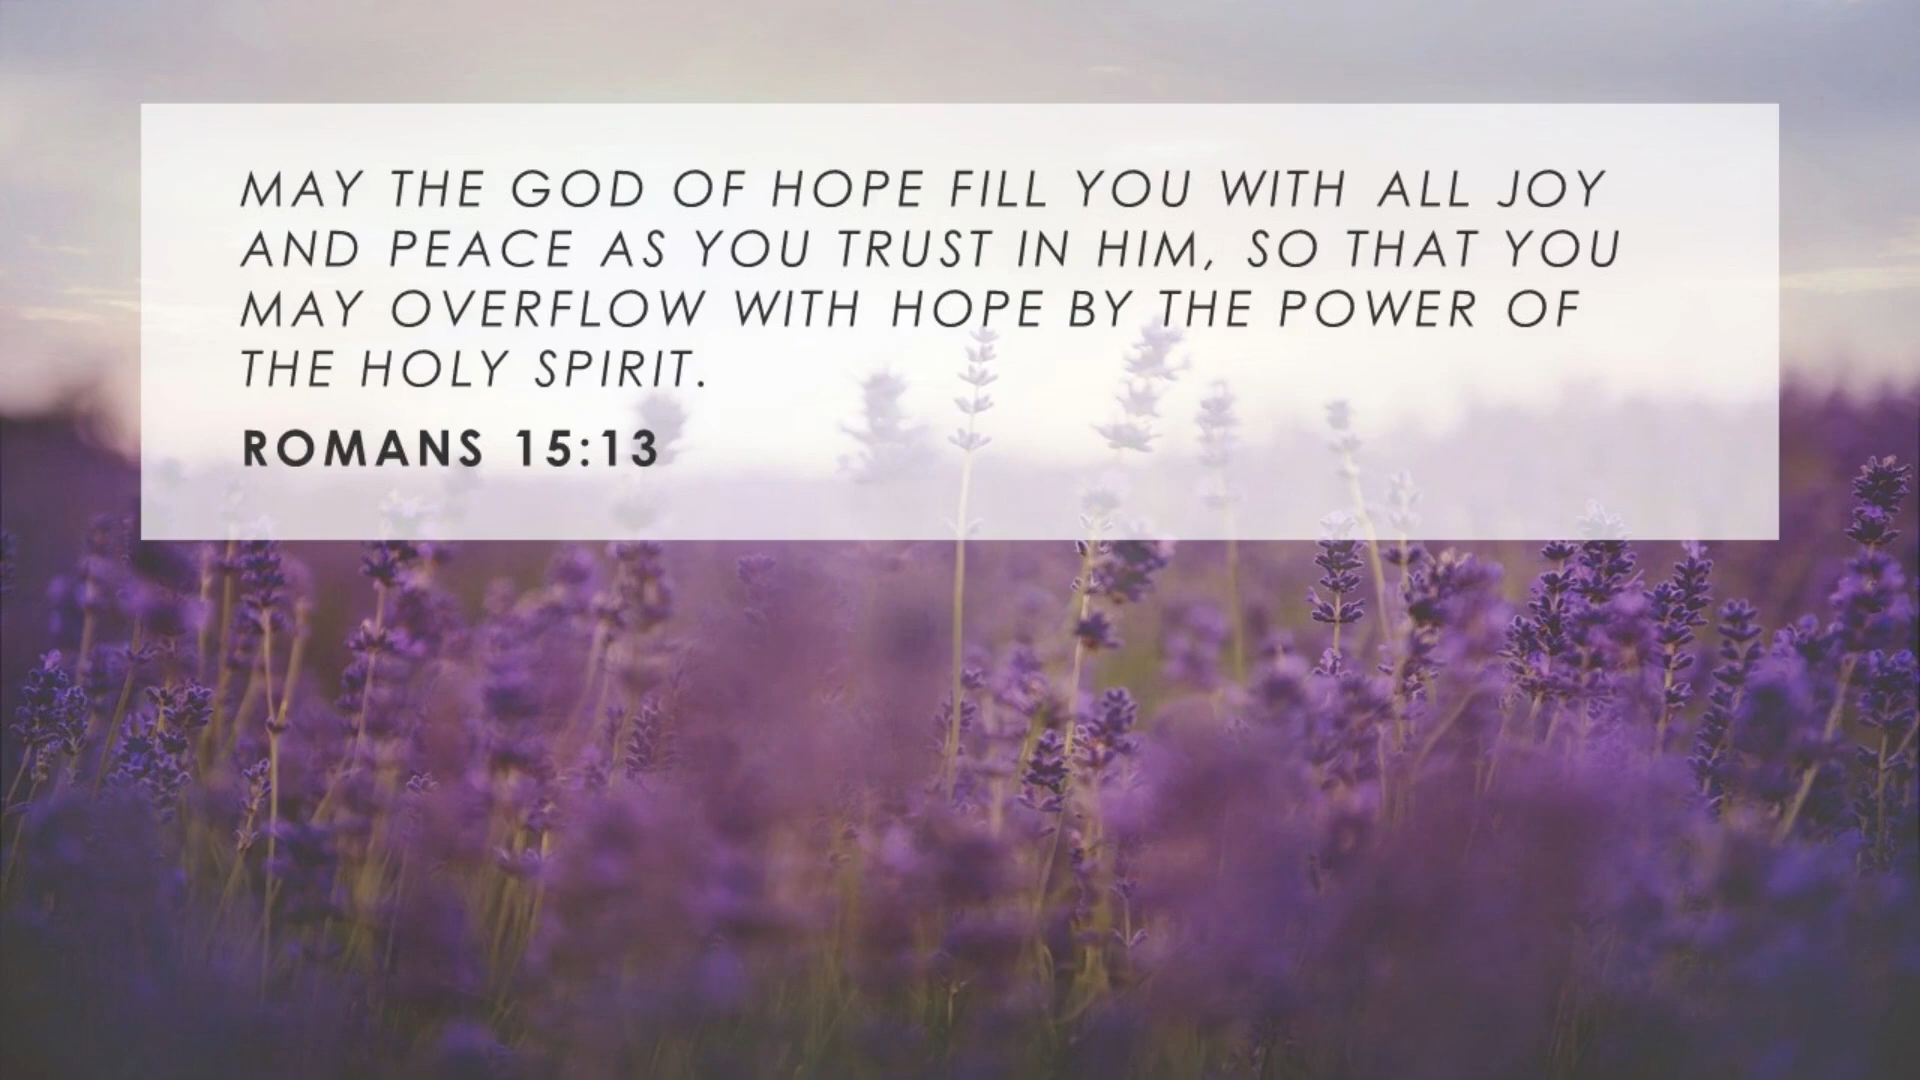 MAY THE GOD OF HOPE FILL YOU WITH ALL JOY
AND PEACE AS YOU TRUST IN HIM, SO THAT YOU
MAY OVERFLOW WITH HOPE BY THE POWER OF
THE HOLY SPIRIT.
ROMANS 15:13